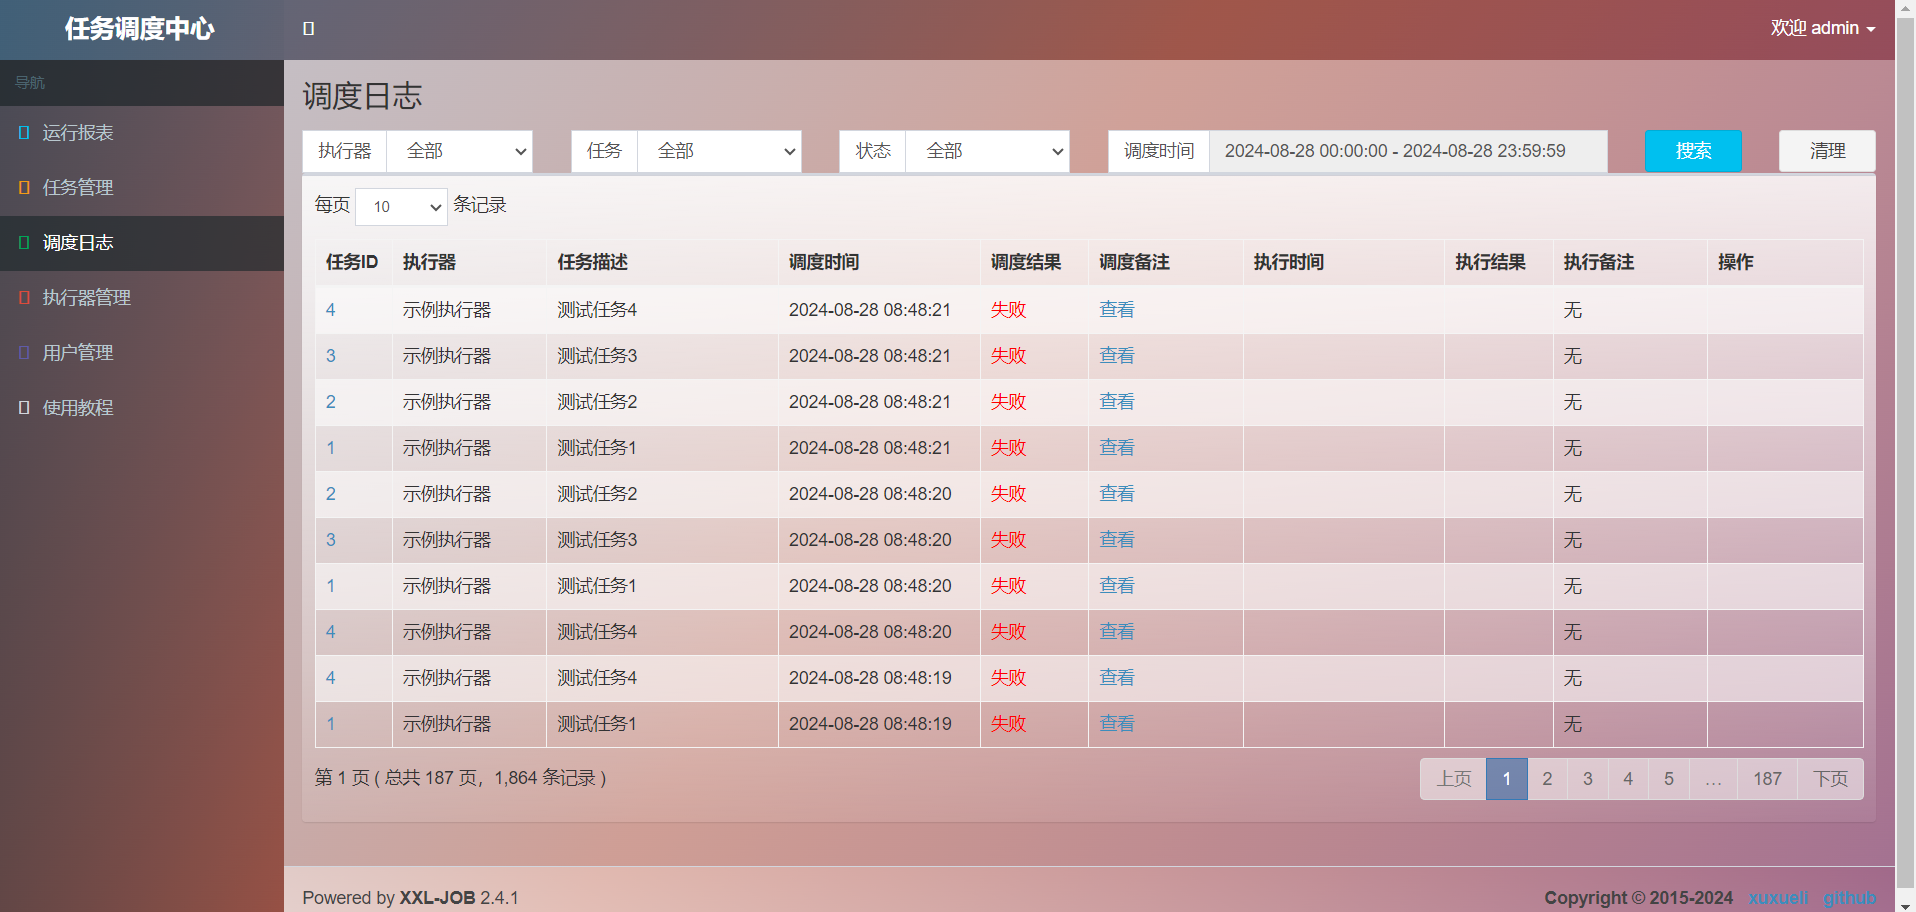 任务调度中心
欢迎 admin
导航
运行报表
任务管理
调度日志
执行器管理
用户管理
使用教程
调度日志
执行器 全部 任务 全部 状态 全部 调度时间 2024-08-28 00:00:00 - 2024-08-28 23:59:59 搜索 清理
每页 10 条记录
任务ID 执行器 任务描述 调度时间 调度结果 调度备注 执行时间 执行结果 执行备注 操作
4 示例执行器 测试任务4 2024-08-28 08:48:21 失败 查看 无
3 示例执行器 测试任务3 2024-08-28 08:48:21 失败 查看 无
2 示例执行器 测试任务2 2024-08-28 08:48:21 失败 查看 无
1 示例执行器 测试任务1 2024-08-28 08:48:21 失败 查看 无
2 示例执行器 测试任务2 2024-08-28 08:48:20 失败 查看 无
3 示例执行器 测试任务3 2024-08-28 08:48:20 失败 查看 无
1 示例执行器 测试任务1 2024-08-28 08:48:20 失败 查看 无
4 示例执行器 测试任务4 2024-08-28 08:48:20 失败 查看 无
4 示例执行器 测试任务4 2024-08-28 08:48:19 失败 查看 无
1 示例执行器 测试任务1 2024-08-28 08:48:19 失败 查看 无
第 1 页 ( 总共 187 页，1,864 条记录 ) 上页 1 2 3 4 5 … 187 下页
Powered by XXL-JOB 2.4.1 Copyright © 2015-2024 xuxueli github